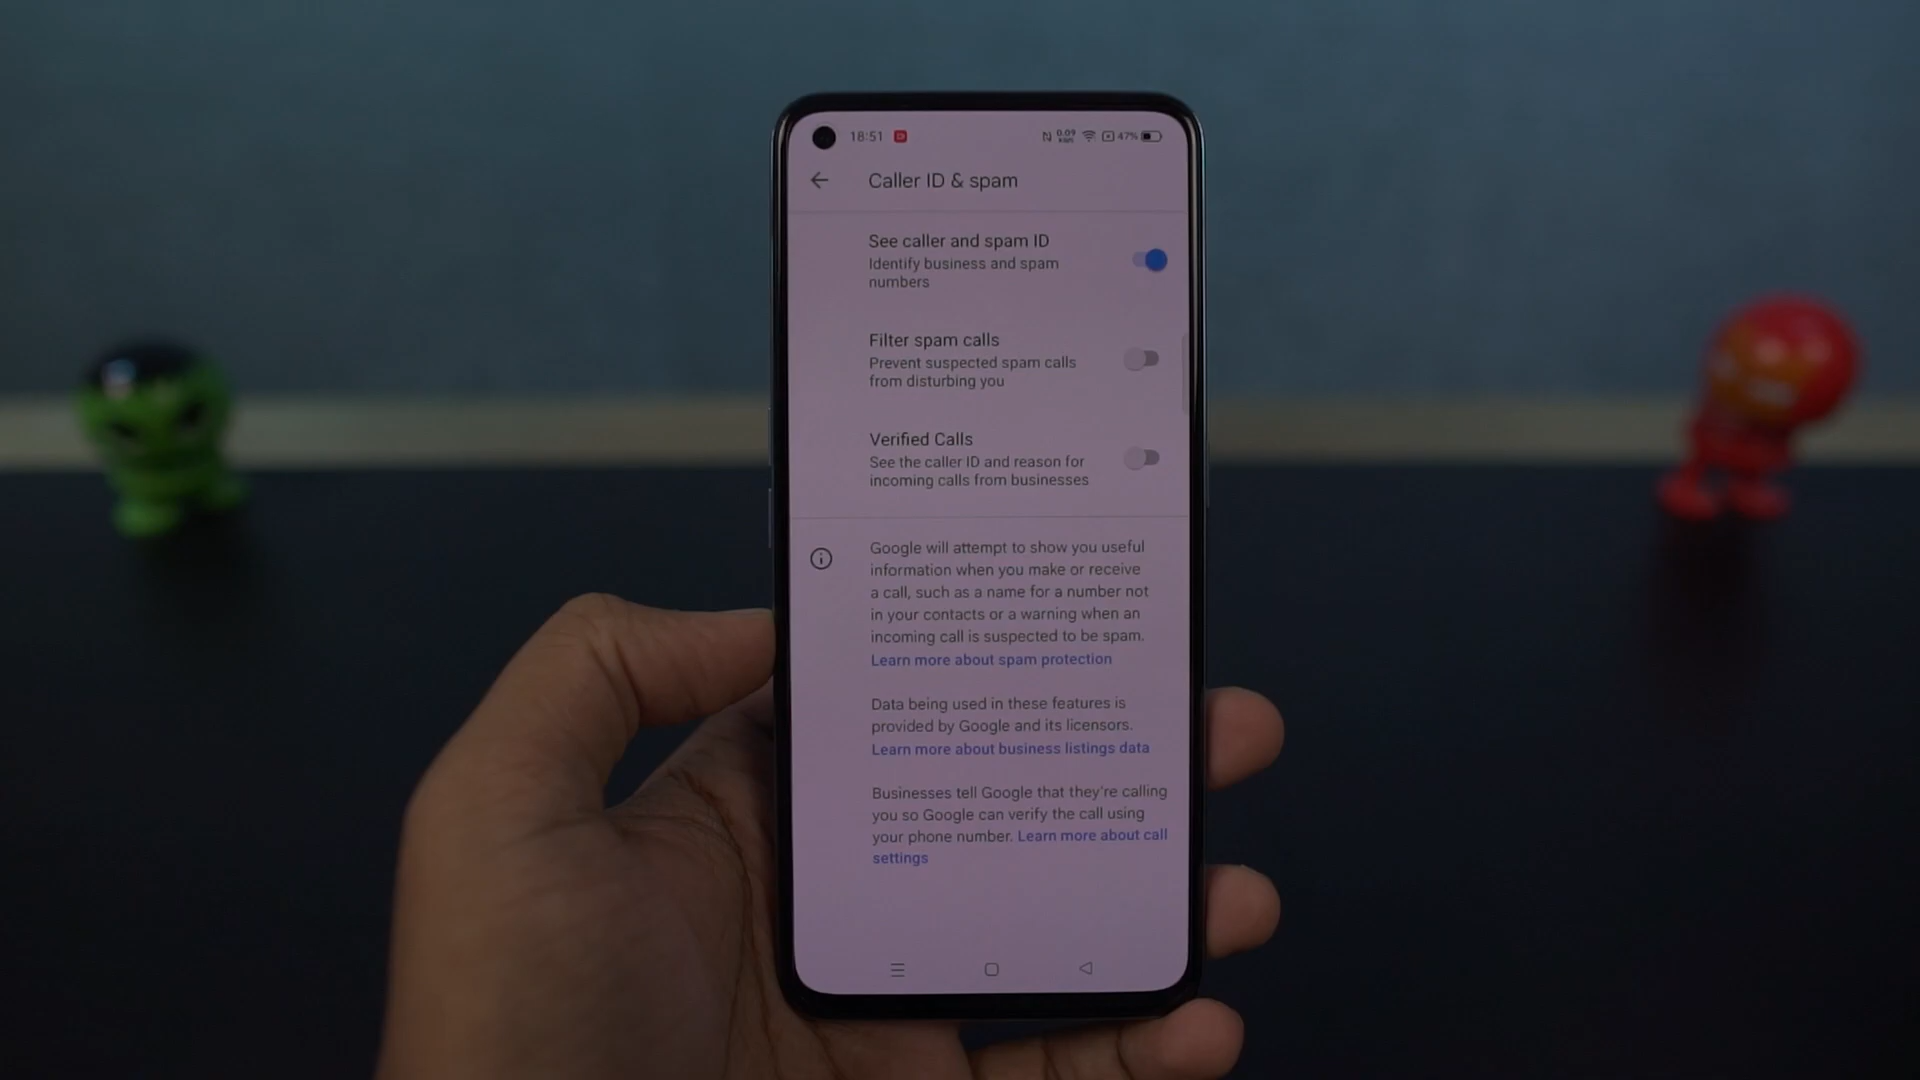 18:51
0.09
47%
Caller ID & spam
See caller and spam ID
Identify business and spam
numbers
Filter spam calls
Prevent suspected spam calls
from disturbing you
Verified Calls
See the caller ID and reason for
incoming calls from businesses
Google will attempt to show you useful
information when you make or receive
a call, such as a name for a number not
in your contacts or a warning when an
incoming call is suspected to be spam.
Learn more about spam protection
Data being used in these features is
provided by Google and its licensors.
Learn more about business listings data
Businesses tell Google that they're calling
you so Google can verify the call using
your phone number. Learn more about call
settings